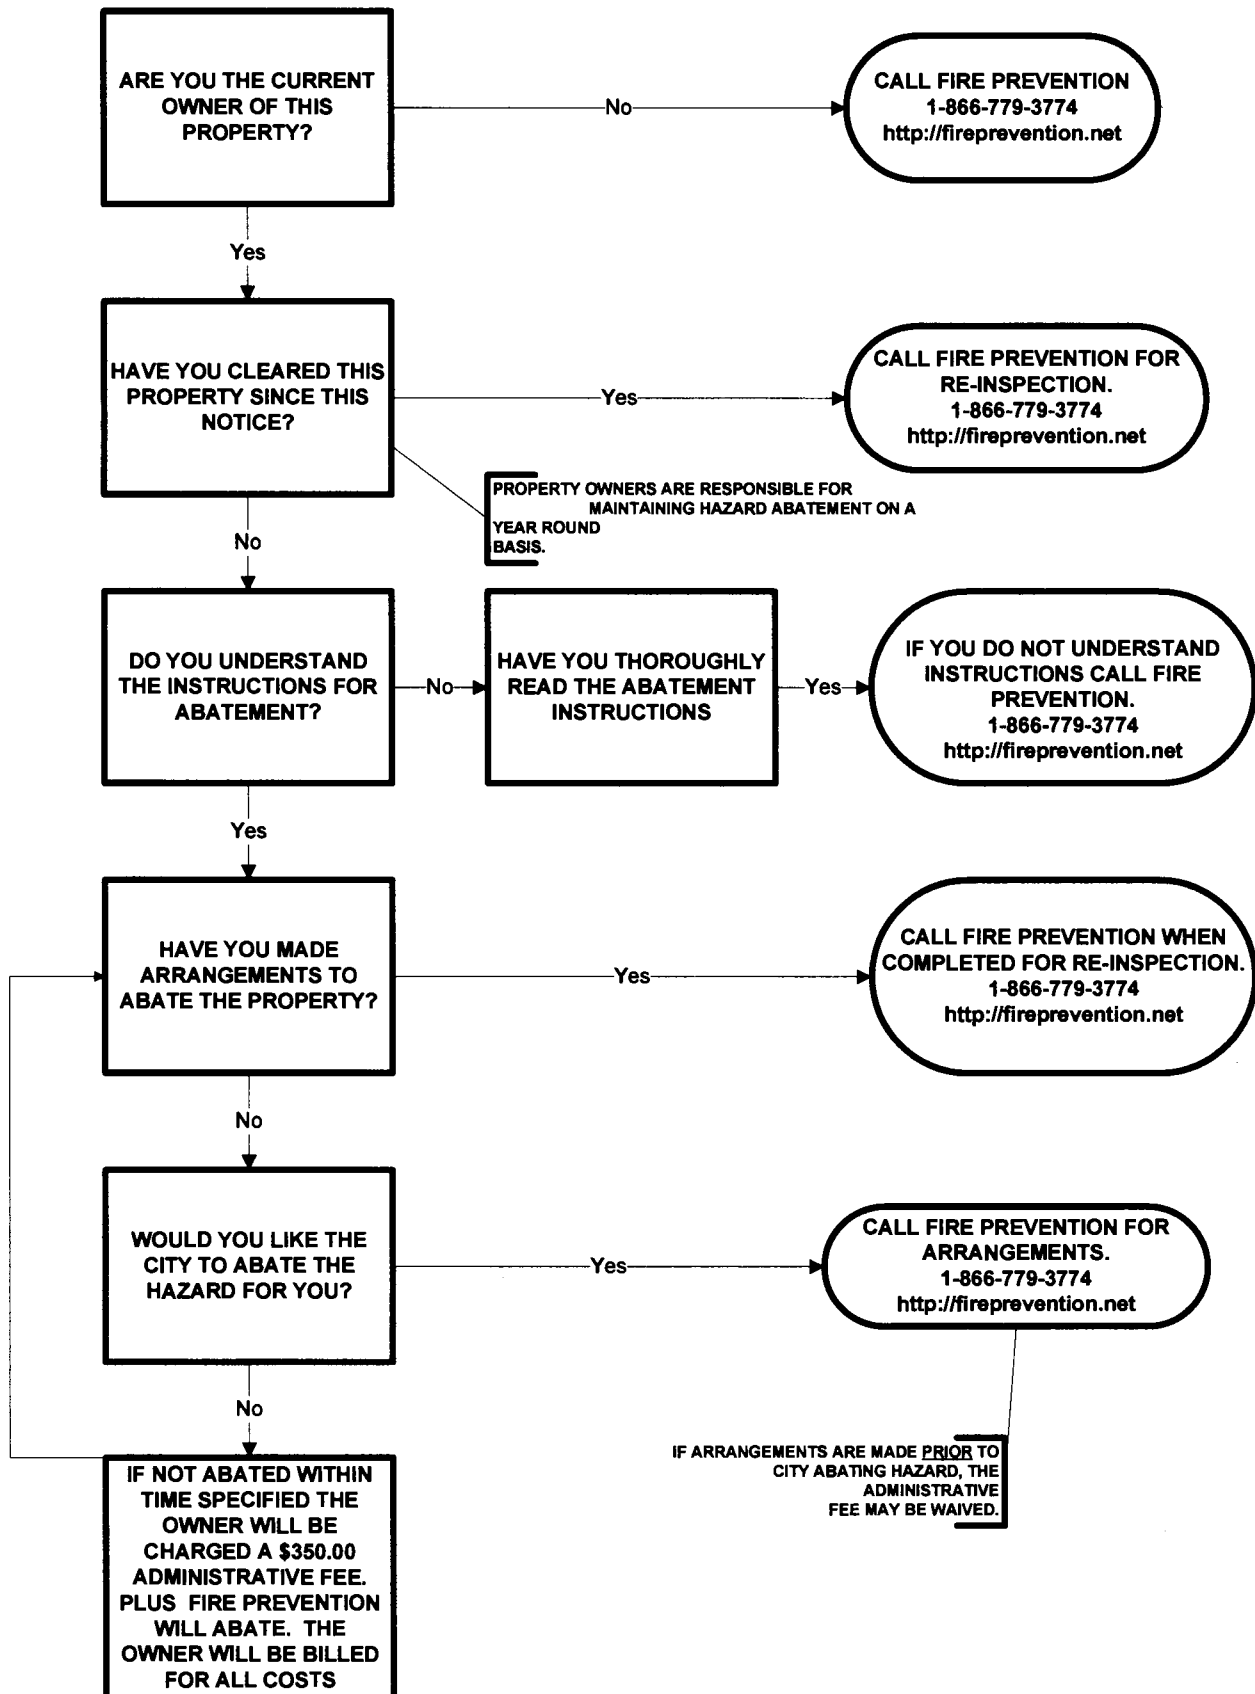 ARE YOU THE CURRENT
OWNER OF THIS
PROPERTY?
No
CALL FIRE PREVENTION
1-866-779-3774
http://fireprevention.net
Yes
HAVE YOU CLEARED THIS
PROPERTY SINCE THIS
NOTICE?
Yes
CALL FIRE PREVENTION FOR
RE-INSPECTION.
1-866-779-3774
http://fireprevention.net
PROPERTY OWNERS ARE RESPONSIBLE FOR
MAINTAINING HAZARD ABATEMENT ON A
YEAR ROUND
BASIS.
No
DO YOU UNDERSTAND
THE INSTRUCTIONS FOR
ABATEMENT?
No
HAVE YOU THOROUGHLY
READ THE ABATEMENT
INSTRUCTIONS
Yes
IF YOU DO NOT UNDERSTAND
INSTRUCTIONS CALL FIRE
PREVENTION.
1-866-779-3774
http://fireprevention.net
Yes
HAVE YOU MADE
ARRANGEMENTS TO
ABATE THE PROPERTY?
Yes
CALL FIRE PREVENTION WHEN
COMPLETED FOR RE-INSPECTION.
1-866-779-3774
http://fireprevention.net
No
WOULD YOU LIKE THE
CITY TO ABATE THE
HAZARD FOR YOU?
Yes
CALL FIRE PREVENTION FOR
ARRANGEMENTS.
1-866-779-3774
http://fireprevention.net
No
IF ARRANGEMENTS ARE MADE PRIOR TO
CITY ABATING HAZARD, THE
ADMINISTRATIVE
FEE MAY BE WAIVED.
IF NOT ABATED WITHIN
TIME SPECIFIED THE
OWNER WILL BE
CHARGED A $350.00
ADMINISTRATIVE FEE.
PLUS FIRE PREVENTION
WILL ABATE. THE
OWNER WILL BE BILLED
FOR ALL COSTS